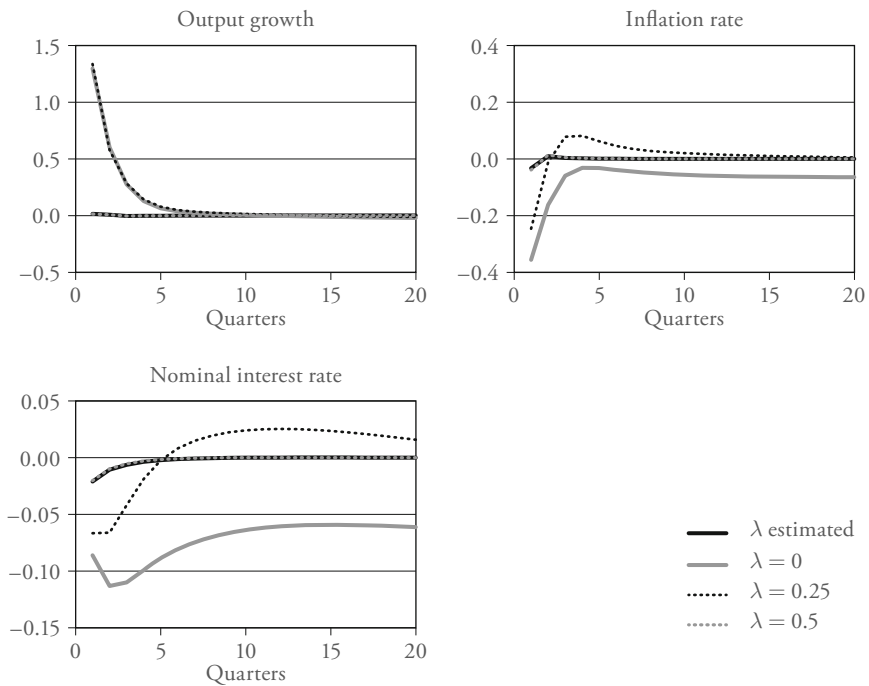 Output growth
1.5
1.0
0.5
0.0
−0.5
0 5 10 15 20
Quarters
Inflation rate
0.4
0.2
0.0
−0.2
−0.4
0 5 10 15 20
Quarters
Nominal interest rate
0.05
0.00
−0.05
−0.10
−0.15
0 5 10 15 20
Quarters
λ estimated
λ = 0
λ = 0.25
λ = 0.5